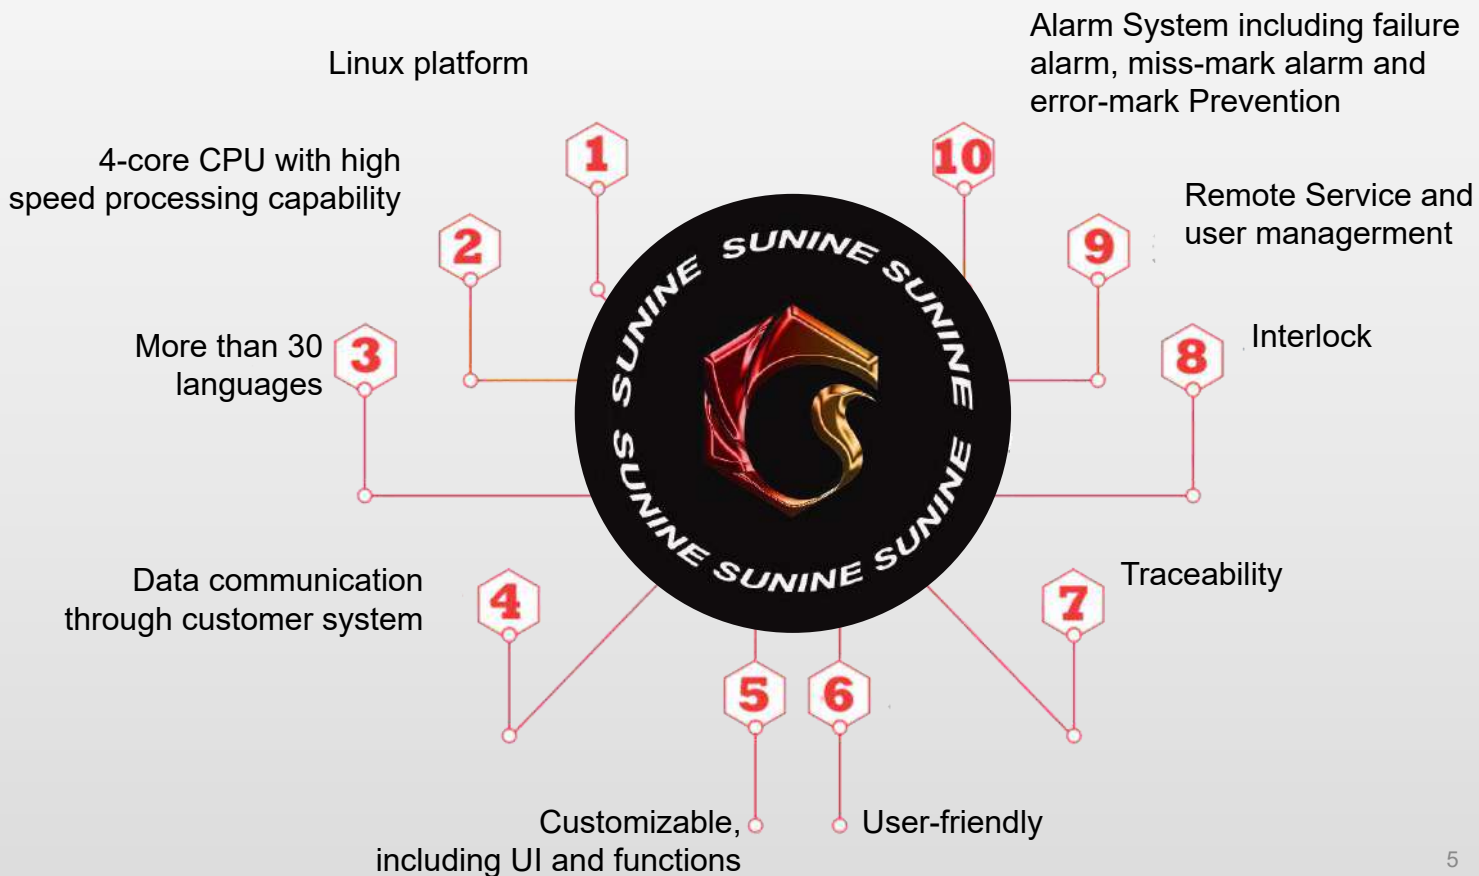 Linux platform
1
4-core CPU with high
speed processing capability
2
More than 30
languages
3
Data communication
through customer system
4
5
Customizable,
including UI and functions
6
User-friendly
7
Traceability
8
Interlock
9
Remote Service and
user managerment
10
Alarm System including failure
alarm, miss-mark alarm and
error-mark Prevention
SUNINE SUNINE SUNINE SUNINE SUNINE SUNINE
5